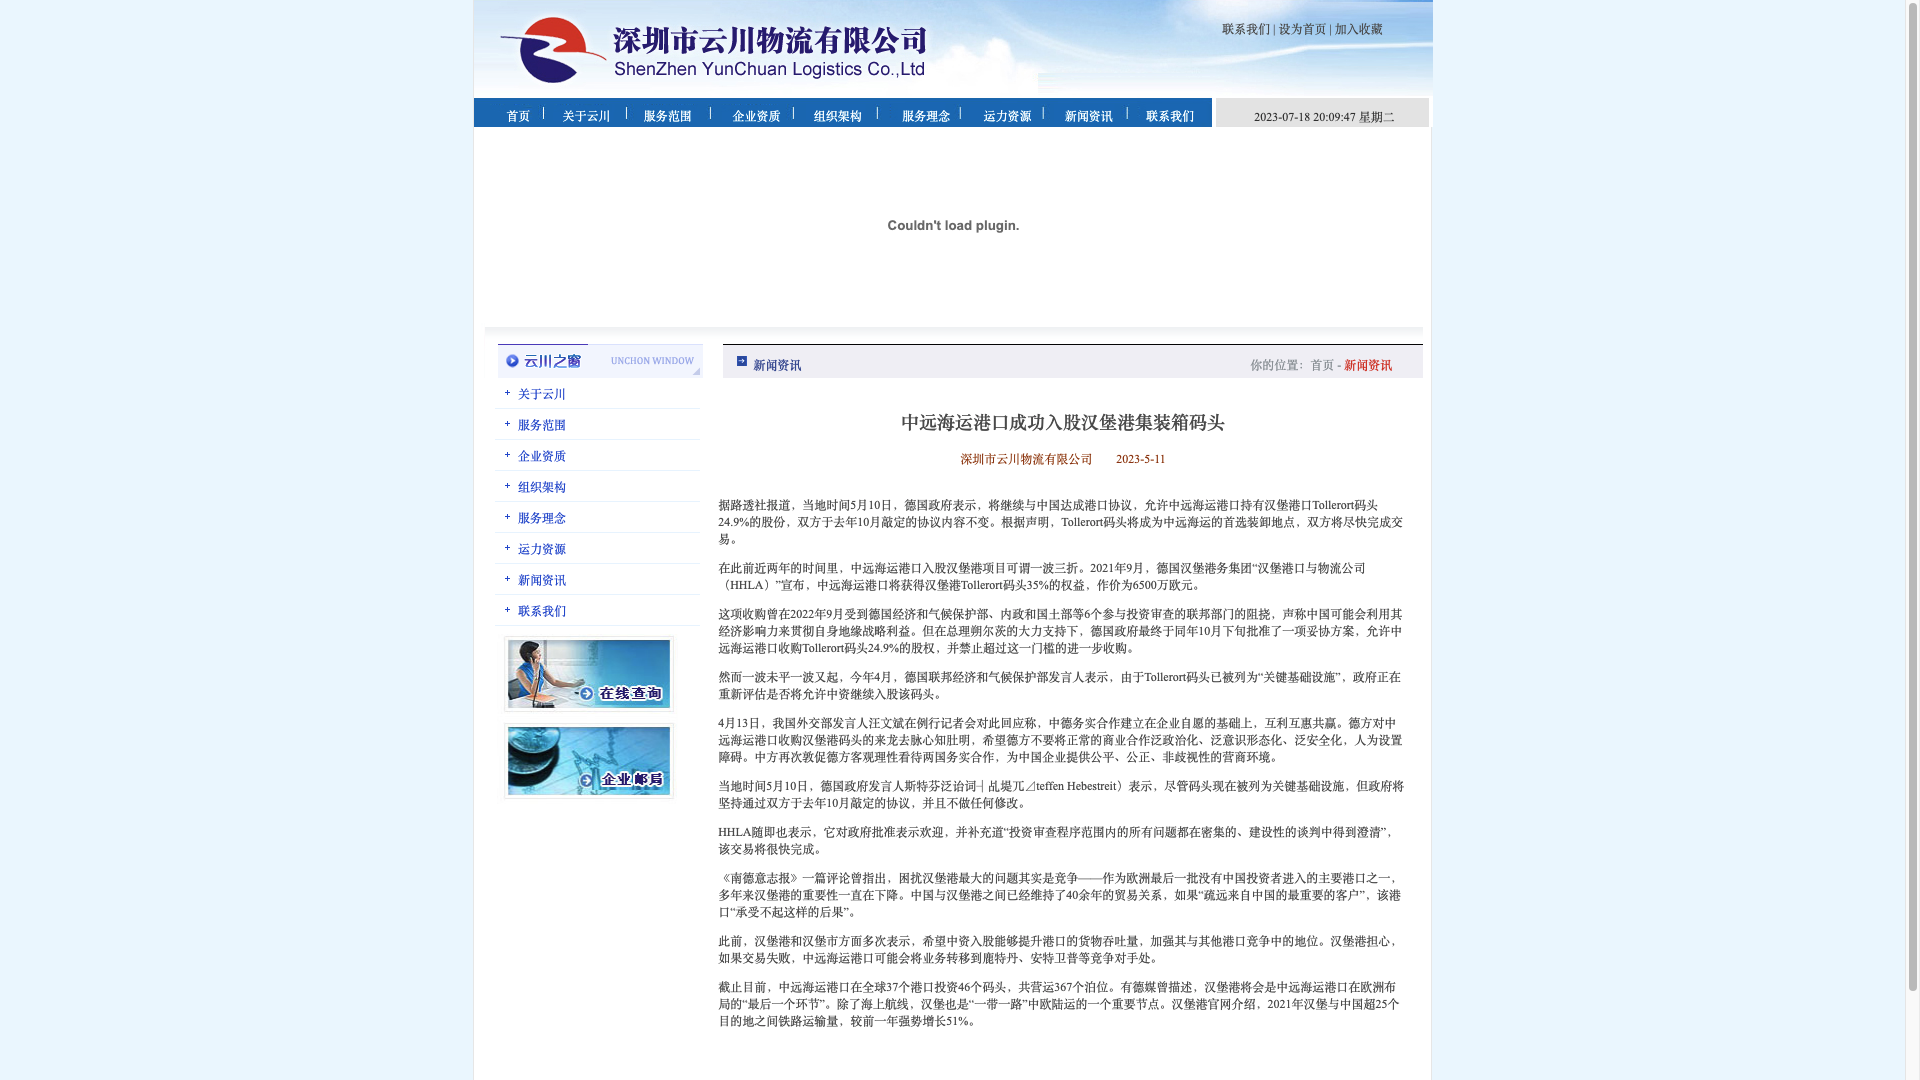 深圳市云川物流有限公司
ShenZhen YunChuan Logistics Co.,Ltd
联系我们 | 设为首页 | 加入收藏
首页 关于云川 服务范围 企业资质 组织架构 服务理念 运力资源 新闻资讯 联系我们
2023-07-18 20:09:47 星期二
Couldn't load plugin.
云川之窗 UNCHON WINDOW
关于云川
服务范围
企业资质
组织架构
服务理念
运力资源
新闻资讯
联系我们
在线查询
企业邮局
新闻资讯
你的位置：首页 - 新闻资讯
中远海运港口成功入股汉堡港集装箱码头
深圳市云川物流有限公司 2023-5-11
据路透社报道，当地时间5月10日，德国政府表示，将继续与中国达成港口协议，允许中远海运港口持有汉堡港口Tollerort码头
24.9%的股份，双方于去年10月敲定的协议内容不变。根据声明，Tollerort码头将成为中远海运的首选装卸地点，双方将尽快完成交
易。
在此前近两年的时间里，中远海运港口入股汉堡港项目可谓一波三折。2021年9月，德国汉堡港务集团“汉堡港口与物流公司
（HHLA）”宣布，中远海运港口将获得汉堡港Tollerort码头35%的权益，作价为6500万欧元。
这项收购曾在2022年9月受到德国经济和气候保护部、内政和国土部等6个参与投资审查的联邦部门的阻挠，声称中国可能会利用其
经济影响力来贯彻自身地缘战略利益。但在总理朔尔茨的大力支持下，德国政府最终于同年10月下旬批准了一项妥协方案，允许中
远海运港口收购Tollerort码头24.9%的股权，并禁止超过这一门槛的进一步收购。
然而一波未平一波又起，今年4月，德国联邦经济和气候保护部发言人表示，由于Tollerort码头已被列为“关键基础设施”，政府正在
重新评估是否将允许中资继续入股该码头。
4月13日，我国外交部发言人汪文斌在例行记者会对此回应称，中德务实合作建立在企业自愿的基础上，互利互惠共赢。德方对中
远海运港口收购汉堡港码头的来龙去脉心知肚明，希望德方不要将正常的商业合作泛政治化、泛意识形态化、泛安全化，人为设置
障碍。中方再次敦促德方客观理性看待两国务实合作，为中国企业提供公平、公正、非歧视性的营商环境。
当地时间5月10日，德国政府发言人斯特芬泛诒词┤乩堤兀⊿teffen Hebestreit）表示，尽管码头现在被列为关键基础设施，但政府将
坚持通过双方于去年10月敲定的协议，并且不做任何修改。
HHLA随即也表示，它对政府批准表示欢迎，并补充道“投资审查程序范围内的所有问题都在密集的、建设性的谈判中得到澄清”，
该交易将很快完成。
《南德意志报》一篇评论曾指出，困扰汉堡港最大的问题其实是竞争——作为欧洲最后一批没有中国投资者进入的主要港口之一，
多年来汉堡港的重要性一直在下降。中国与汉堡港之间已经维持了40余年的贸易关系，如果“疏远来自中国的最重要的客户”，该港
口“承受不起这样的后果”。
此前，汉堡港和汉堡市方面多次表示，希望中资入股能够提升港口的货物吞吐量，加强其与其他港口竞争中的地位。汉堡港担心，
如果交易失败，中远海运港口可能会将业务转移到鹿特丹、安特卫普等竞争对手处。
截止目前，中远海运港口在全球37个港口投资46个码头，共营运367个泊位。有德媒曾描述，汉堡港将会是中远海运港口在欧洲布
局的“最后一个环节”。除了海上航线，汉堡也是“一带一路”中欧陆运的一个重要节点。汉堡港官网介绍，2021年汉堡与中国超25个
目的地之间铁路运输量，较前一年强势增长51%。